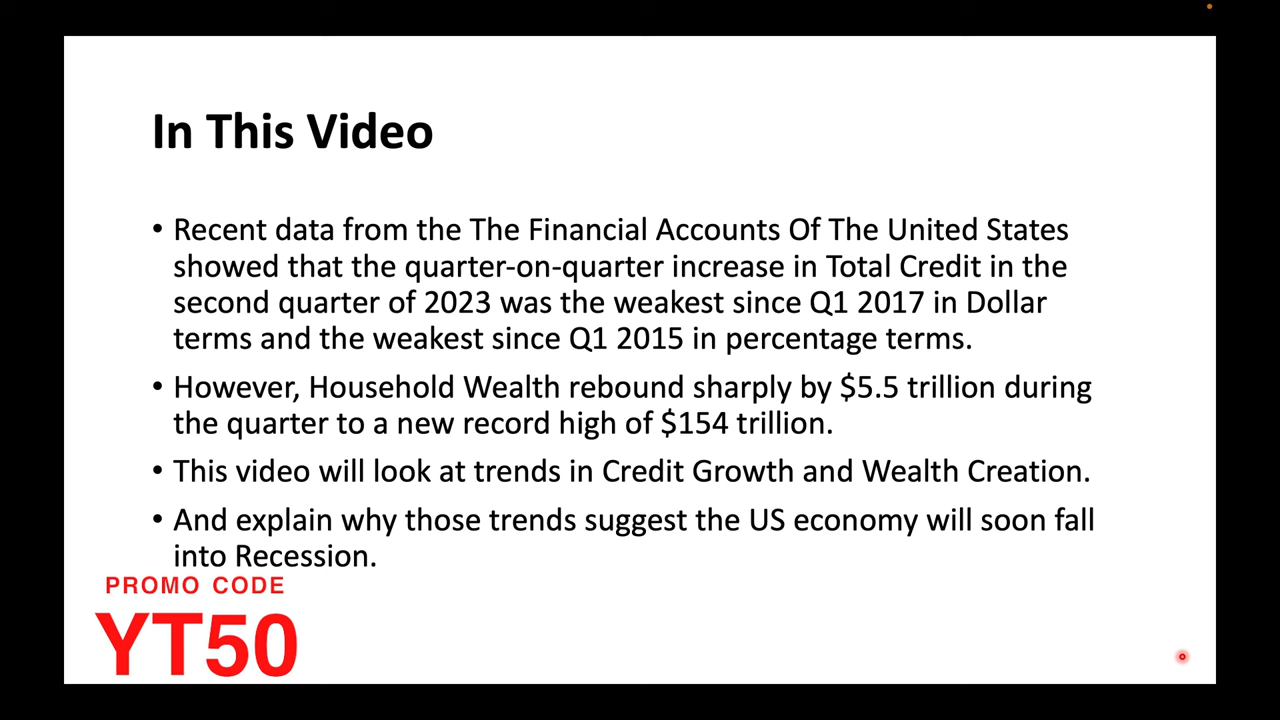 In This Video
• Recent data from the The Financial Accounts Of The United States
showed that the quarter-on-quarter increase in Total Credit in the
second quarter of 2023 was the weakest since Q1 2017 in Dollar
terms and the weakest since Q1 2015 in percentage terms.
• However, Household Wealth rebound sharply by $5.5 trillion during
the quarter to a new record high of $154 trillion.
• This video will look at trends in Credit Growth and Wealth Creation.
• And explain why those trends suggest the US economy will soon fall
into Recession.
PROMO CODE
YT50